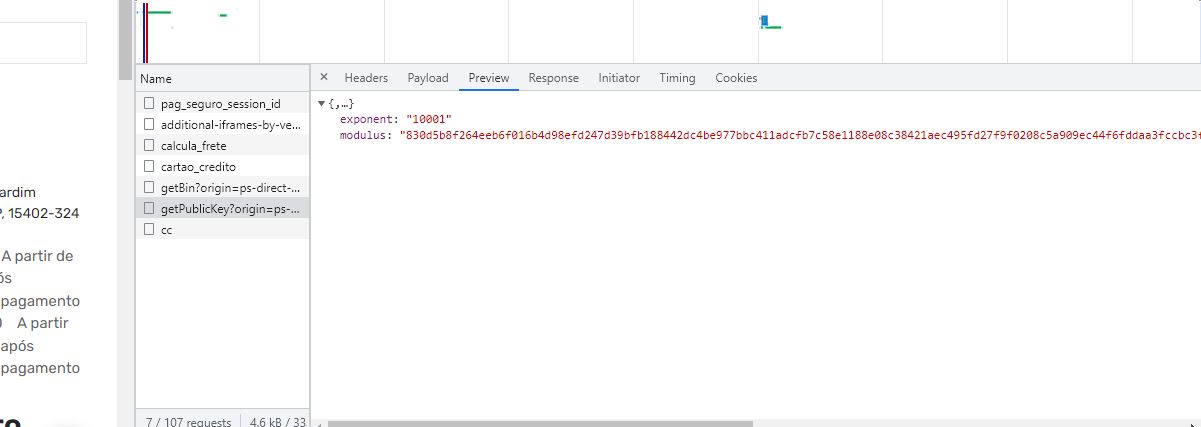 ardim
P, 15402-324
A partir de
ós
pagamento
0 A partir
após
pagamento
Name
pag_seguro_session_id
additional-iframes-by-ve...
calcula_frete
cartao_credito
getBin?origin=ps-direct-...
getPublicKey?origin=ps-...
cc
7 / 107 requests 4.6 kB / 33
× Headers Payload Preview Response Initiator Timing Cookies
▼{,…}
exponent: "10001"
modulus: "830d5b8f264eeb6f016b4d98efd247d39bfb188442dc4be977bbc411adcfb7c58e1188e08c38421aec495fd27f9f0208c5a909ec44f6fddaa3fccbc3f